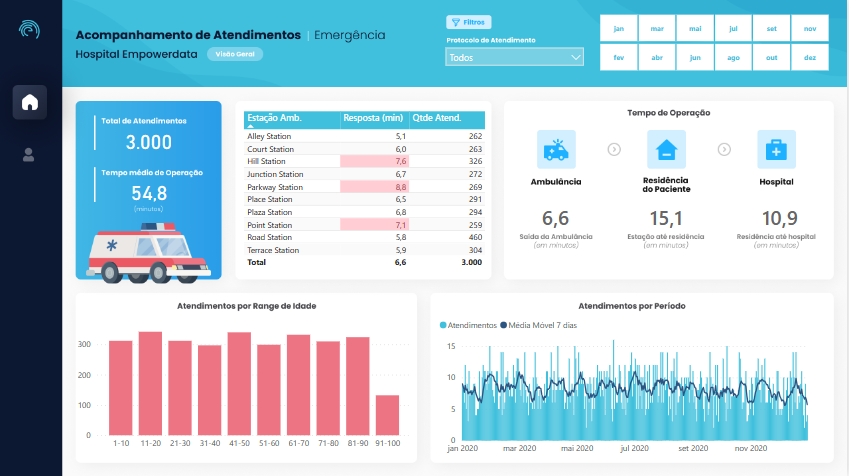 Acompanhamento de Atendimentos | Emergência
Hospital Empowerdata Visão Geral
Filtros
Protocolo de Atendimento
Todos
jan mar mai jul set nov
fev abr jun ago out dez
Total de Atendimentos
3.000
Tempo médio de Operação
54,8
(minutos)
Estação Amb. Resposta (min) Qtde Atend.
Alley Station 5,1 262
Court Station 6,0 263
Hill Station 7,6 326
Junction Station 6,7 272
Parkway Station 8,8 269
Place Station 6,5 291
Plaza Station 6,8 294
Point Station 7,1 259
Road Station 5,8 460
Terrace Station 5,9 304
Total 6,6 3.000
Tempo de Operação
Ambulância
Residência
do Paciente
Hospital
6,6 15,1 10,9
Saída da Ambulância Estação até residência Residência até hospital
(em minutos) (em minutos) (em minutos)
Atendimentos por Range de Idade
300
200
100
0
1-10 11-20 21-30 31-40 41-50 51-60 61-70 71-80 81-90 91-100
Atendimentos por Período
Atendimentos Média Móvel 7 dias
15
10
5
0
jan 2020 mar 2020 mai 2020 jul 2020 set 2020 nov 2020